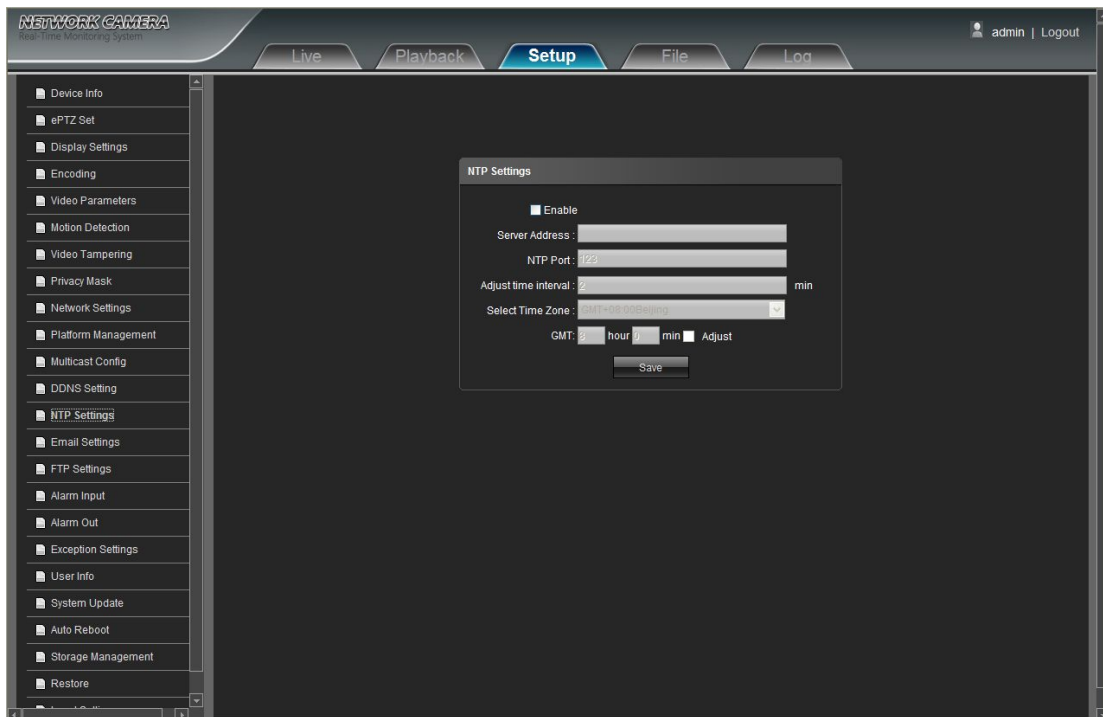 NETWORK CAMERA
Real-Time Monitoring System
admin | Logout
Live
Playback
Setup
File
Log
Device Info
ePTZ Set
Display Settings
Encoding
Video Parameters
Motion Detection
Video Tampering
Privacy Mask
Network Settings
Platform Management
Multicast Config
DDNS Setting
NTP Settings
Email Settings
FTP Settings
Alarm Input
Alarm Out
Exception Settings
User Info
System Update
Auto Reboot
Storage Management
Restore
NTP Settings
Enable
Server Address :
NTP Port : 123
Adjust time interval : 2 min
Select Time Zone : GMT+08:00Beijing
GMT: 8 hour 0 min Adjust
Save